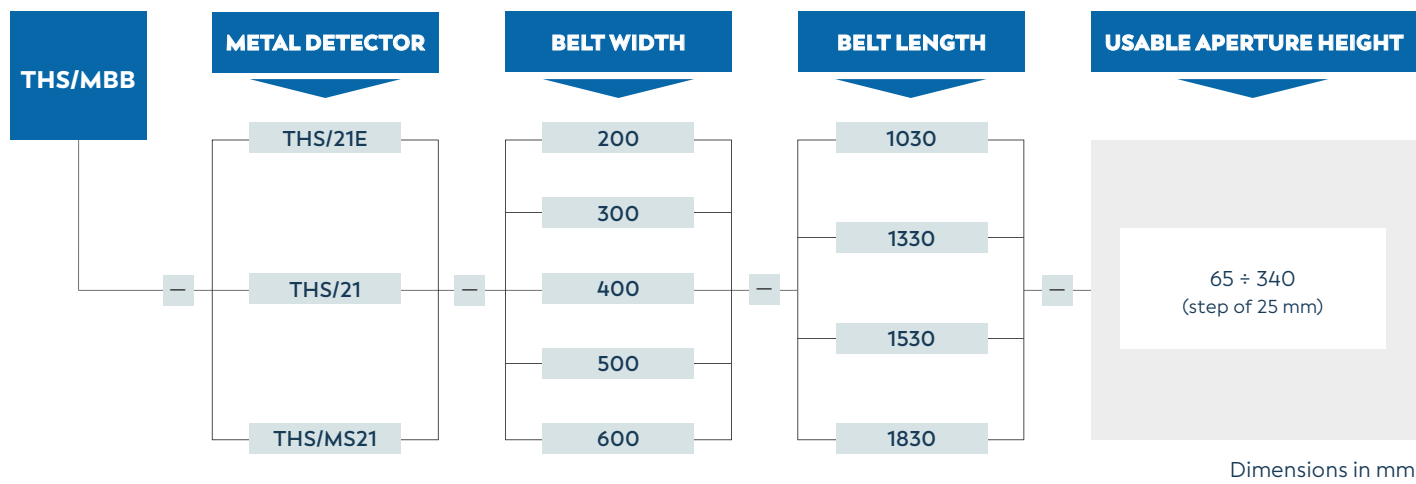 THS/MBB
METAL DETECTOR
BELT WIDTH
BELT LENGTH
USABLE APERTURE HEIGHT
THS/21E
THS/21
THS/MS21
200
300
400
500
600
1030
1330
1530
1830
65 ÷ 340
(step of 25 mm)
–
–
–
–
Dimensions in mm